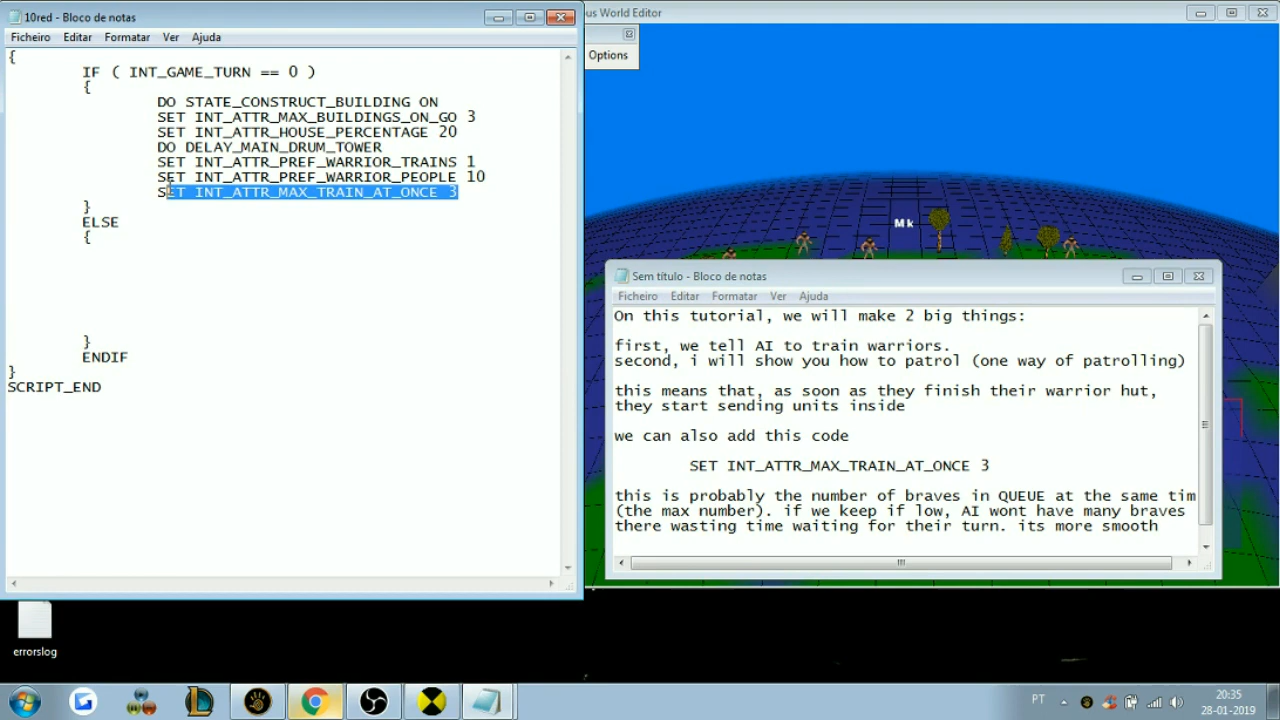 10red - Bloco de notas
Ficheiro Editar Formatar Ver Ajuda
{
IF ( INT_GAME_TURN == 0 )
{
DO STATE_CONSTRUCT_BUILDING ON
SET INT_ATTR_MAX_BUILDINGS_ON_GO 3
SET INT_ATTR_HOUSE_PERCENTAGE 20
DO DELAY_MAIN_DRUM_TOWER
SET INT_ATTR_PREF_WARRIOR_TRAINS 1
SET INT_ATTR_PREF_WARRIOR_PEOPLE 10
SET INT_ATTR_MAX_TRAIN_AT_ONCE 3
}
ELSE
{
}
ENDIF
}
SCRIPT_END
us World Editor
Options
Mk
Sem título - Bloco de notas
Ficheiro Editar Formatar Ver Ajuda
On this tutorial, we will make 2 big things:
first, we tell AI to train warriors.
second, i will show you how to patrol (one way of patrolling)
this means that, as soon as they finish their warrior hut,
they start sending units inside
we can also add this code
SET INT_ATTR_MAX_TRAIN_AT_ONCE 3
this is probably the number of braves in QUEUE at the same tim
(the max number). if we keep if low, AI wont have many braves
there wasting time waiting for their turn. its more smooth
errorslog
PT
20:35
28-01-2019